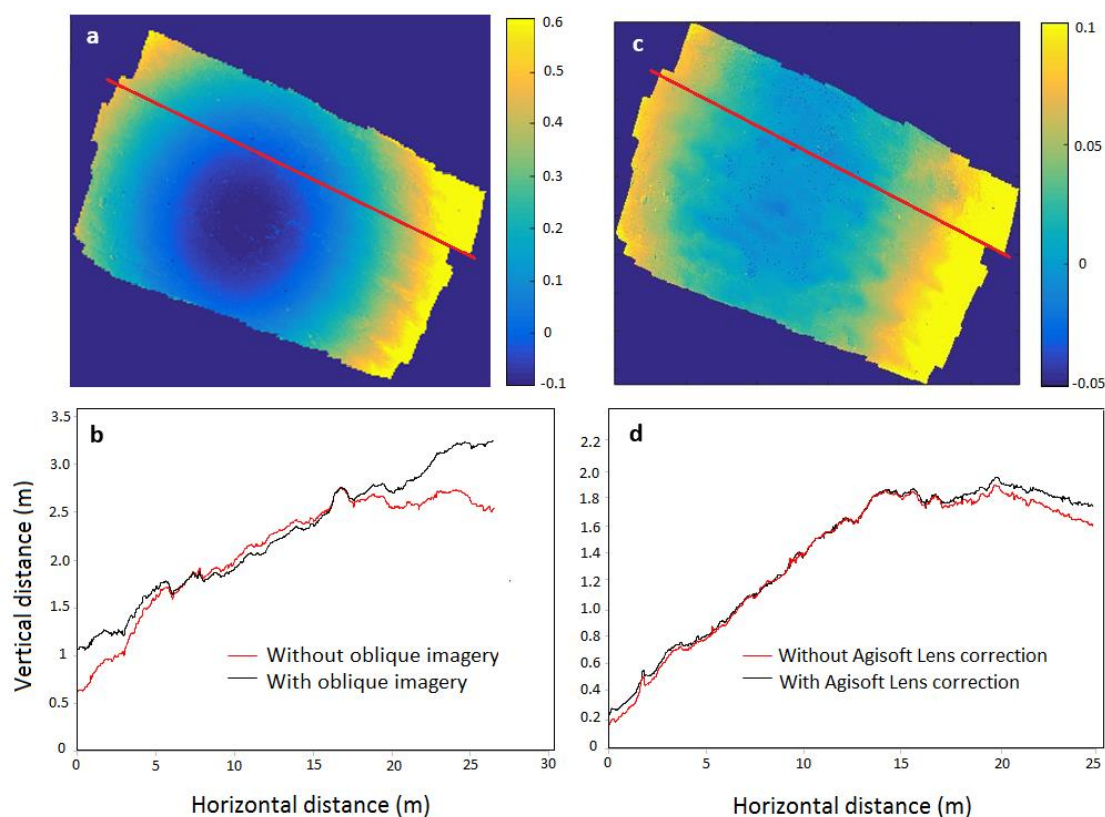 a
0.6
0.5
0.4
0.3
0.2
0.1
0
-0.1
c
0.1
0.05
0
-0.05
b
3.5
3.0
2.5
2.0
1.5
1
0.5
0
Vertical distance (m)
Without oblique imagery
With oblique imagery
0 5 10 15 20 25 30
Horizontal distance (m)
d
2.2
2.0
1.8
1.6
1.4
1.2
1.0
0.8
0.6
0.4
0.2
0
Without Agisoft Lens correction
With Agisoft Lens correction
0 5 10 15 20 25
Horizontal distance (m)